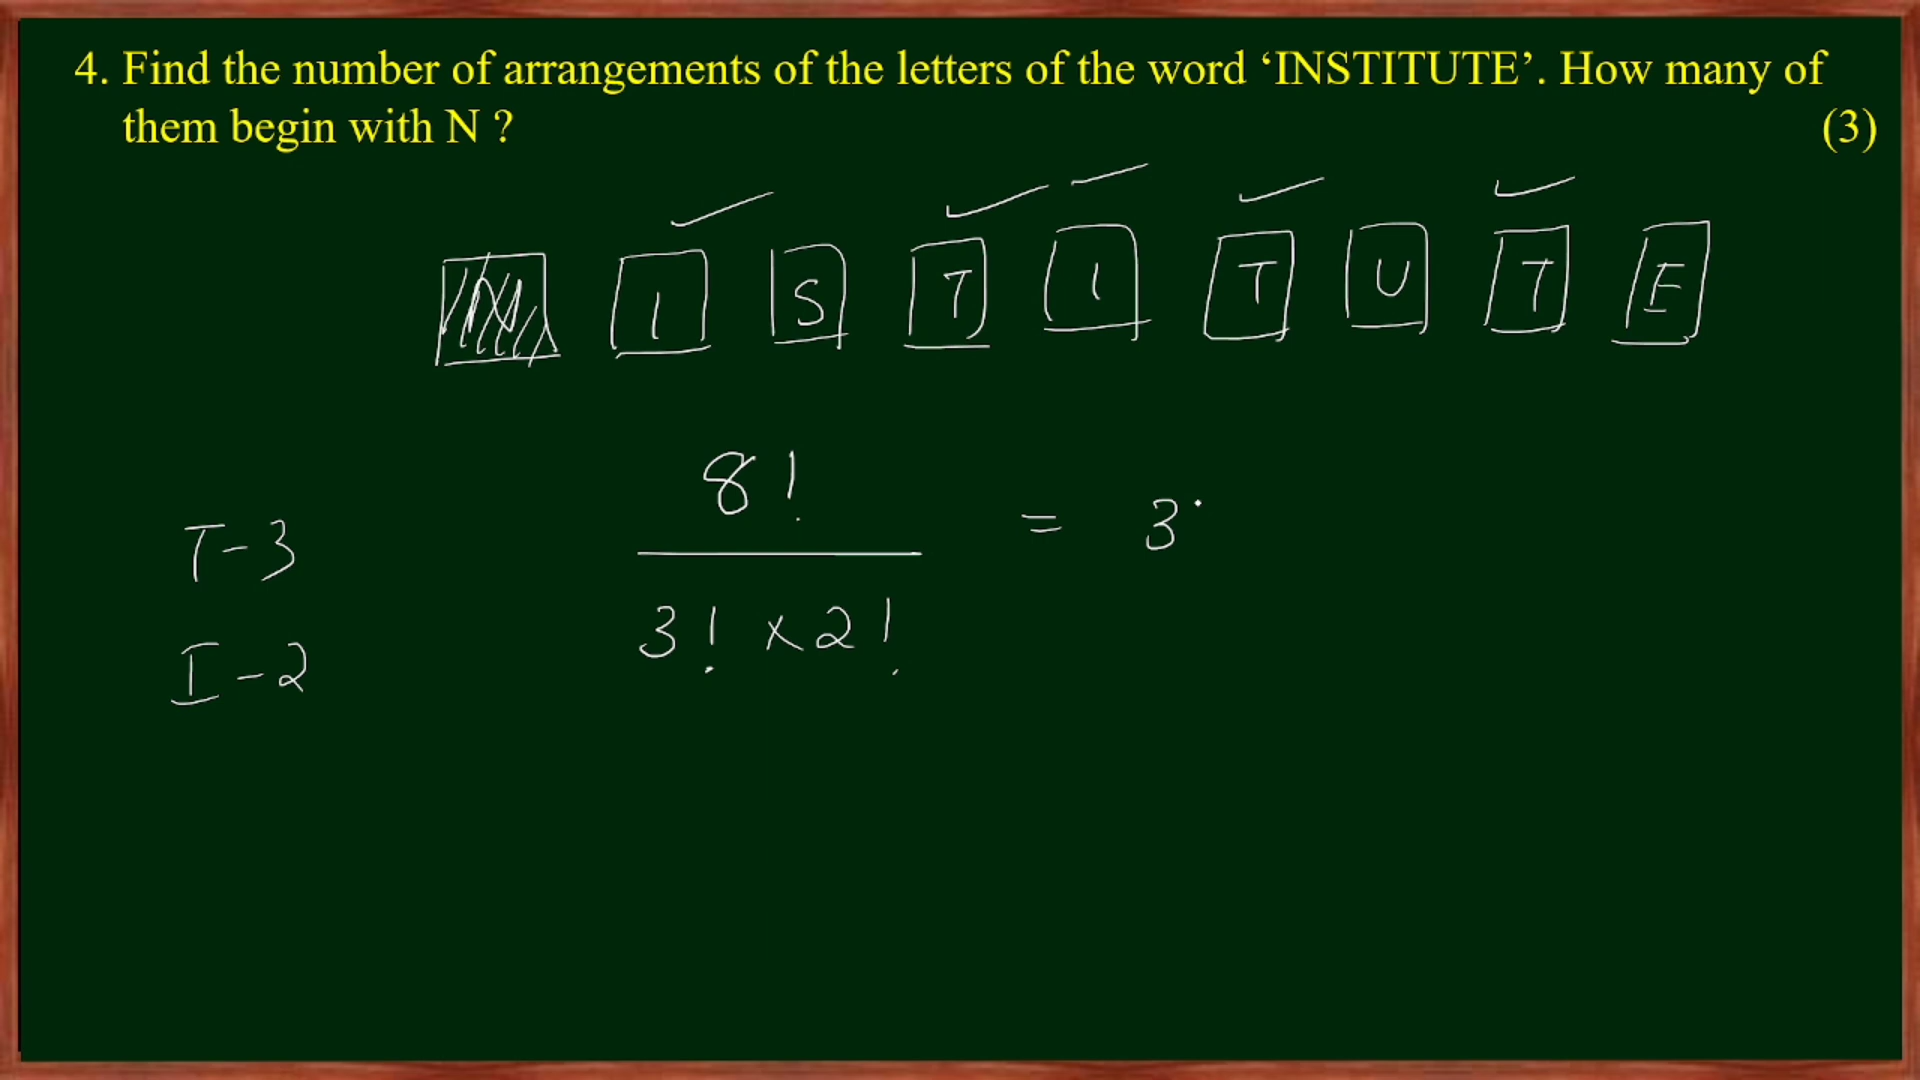 4. Find the number of arrangements of the letters of the word ‘INSTITUTE’. How many of
them begin with N ? (3)
N I S T I T U T E
8!
T-3
= 3
3! x 2!
I-2